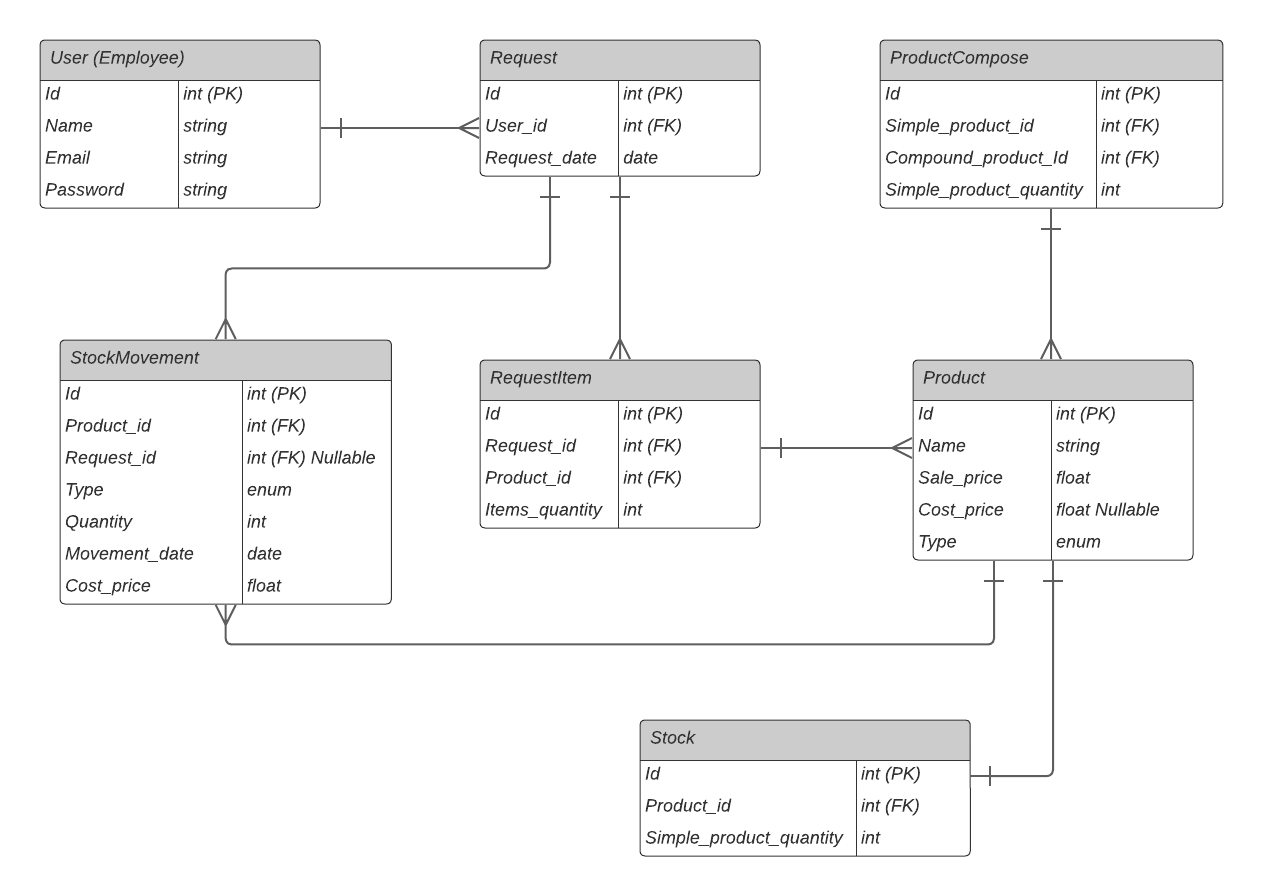 User (Employee)
Id int (PK)
Name string
Email string
Password string
Request
Id int (PK)
User_id int (FK)
Request_date date
ProductCompose
Id int (PK)
Simple_product_id int (FK)
Compound_product_Id int (FK)
Simple_product_quantity int
StockMovement
Id int (PK)
Product_id int (FK)
Request_id int (FK) Nullable
Type enum
Quantity int
Movement_date date
Cost_price float
RequestItem
Id int (PK)
Request_id int (FK)
Product_id int (FK)
Items_quantity int
Product
Id int (PK)
Name string
Sale_price float
Cost_price float Nullable
Type enum
Stock
Id int (PK)
Product_id int (FK)
Simple_product_quantity int